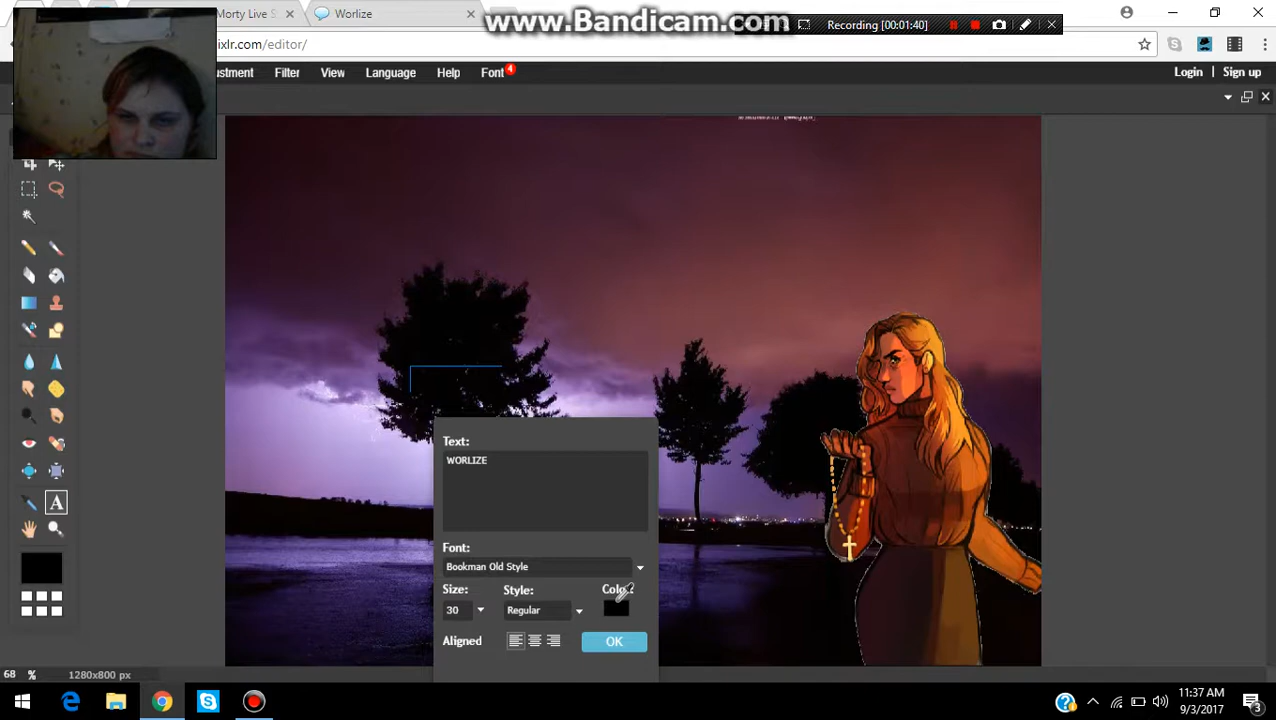 www.Bandicam.com
Recording [00:01:40]
Morty Live S
Worlize
ixlr.com/editor/
ustment Filter View Language Help Font 4
Login Sign up
Text:
WORLIZE
Font:
Bookman Old Style
Size: Style: Color:
30 Regular
Aligned OK
68 % 1280x800 px
11:37 AM
9/3/2017
3